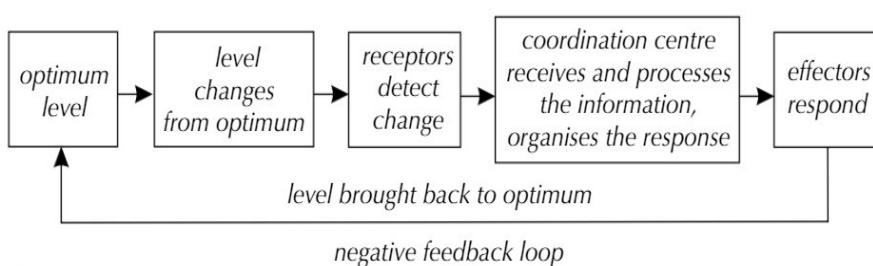 optimum
level
level
changes
from optimum
receptors
detect
change
coordination centre
receives and processes
the information,
organises the response
effectors
respond
level brought back to optimum
negative feedback loop